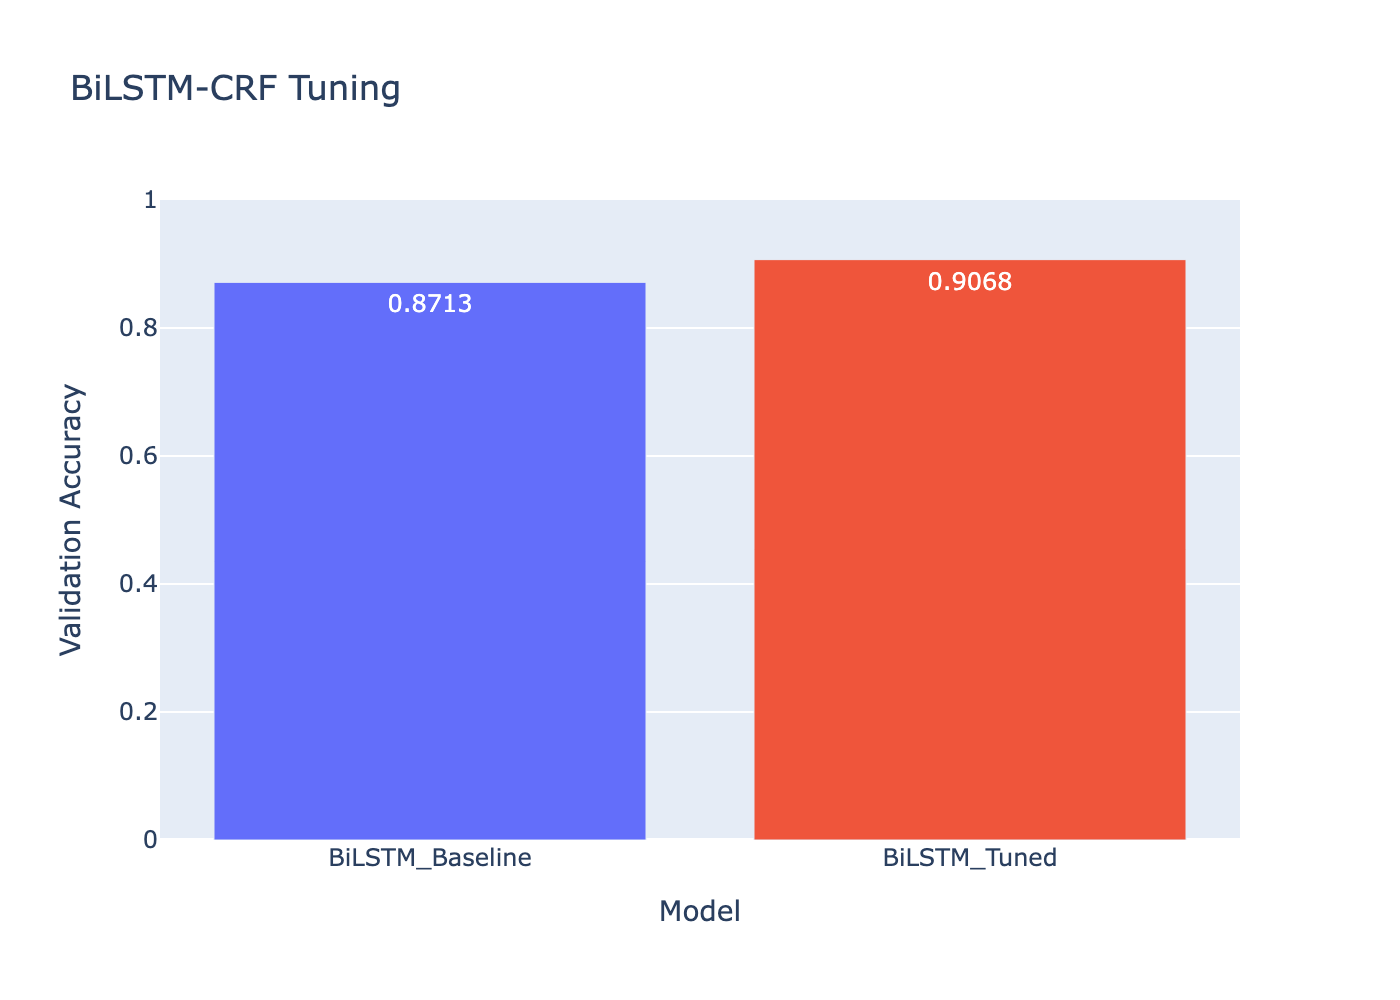 BiLSTM-CRF Tuning
1
0.8
0.6
0.4
0.2
0
Validation Accuracy
0.8713
0.9068
BiLSTM_Baseline
BiLSTM_Tuned
Model